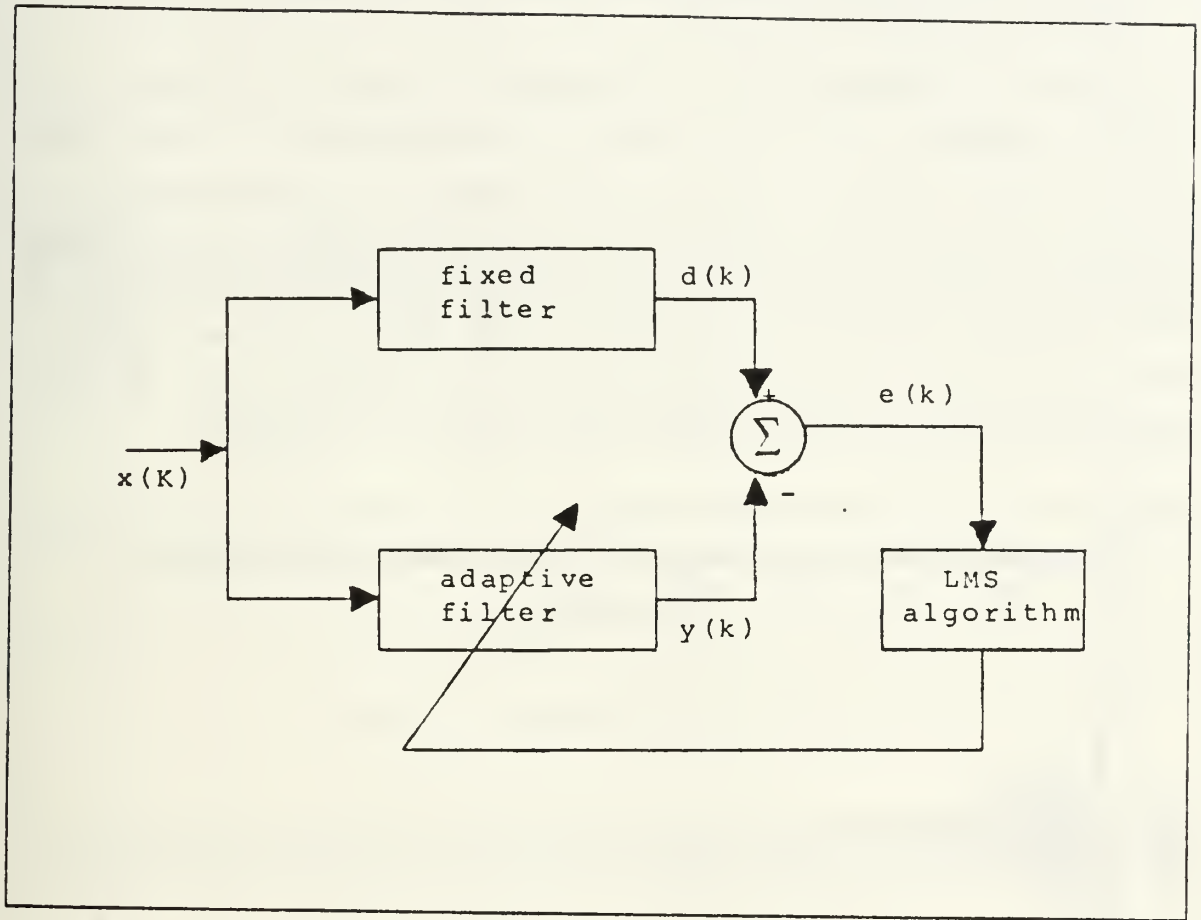 fixed
filter
d(k)
+
e(k)
Σ
x(K)
-
adaptive
filter
y(k)
LMS
algorithm